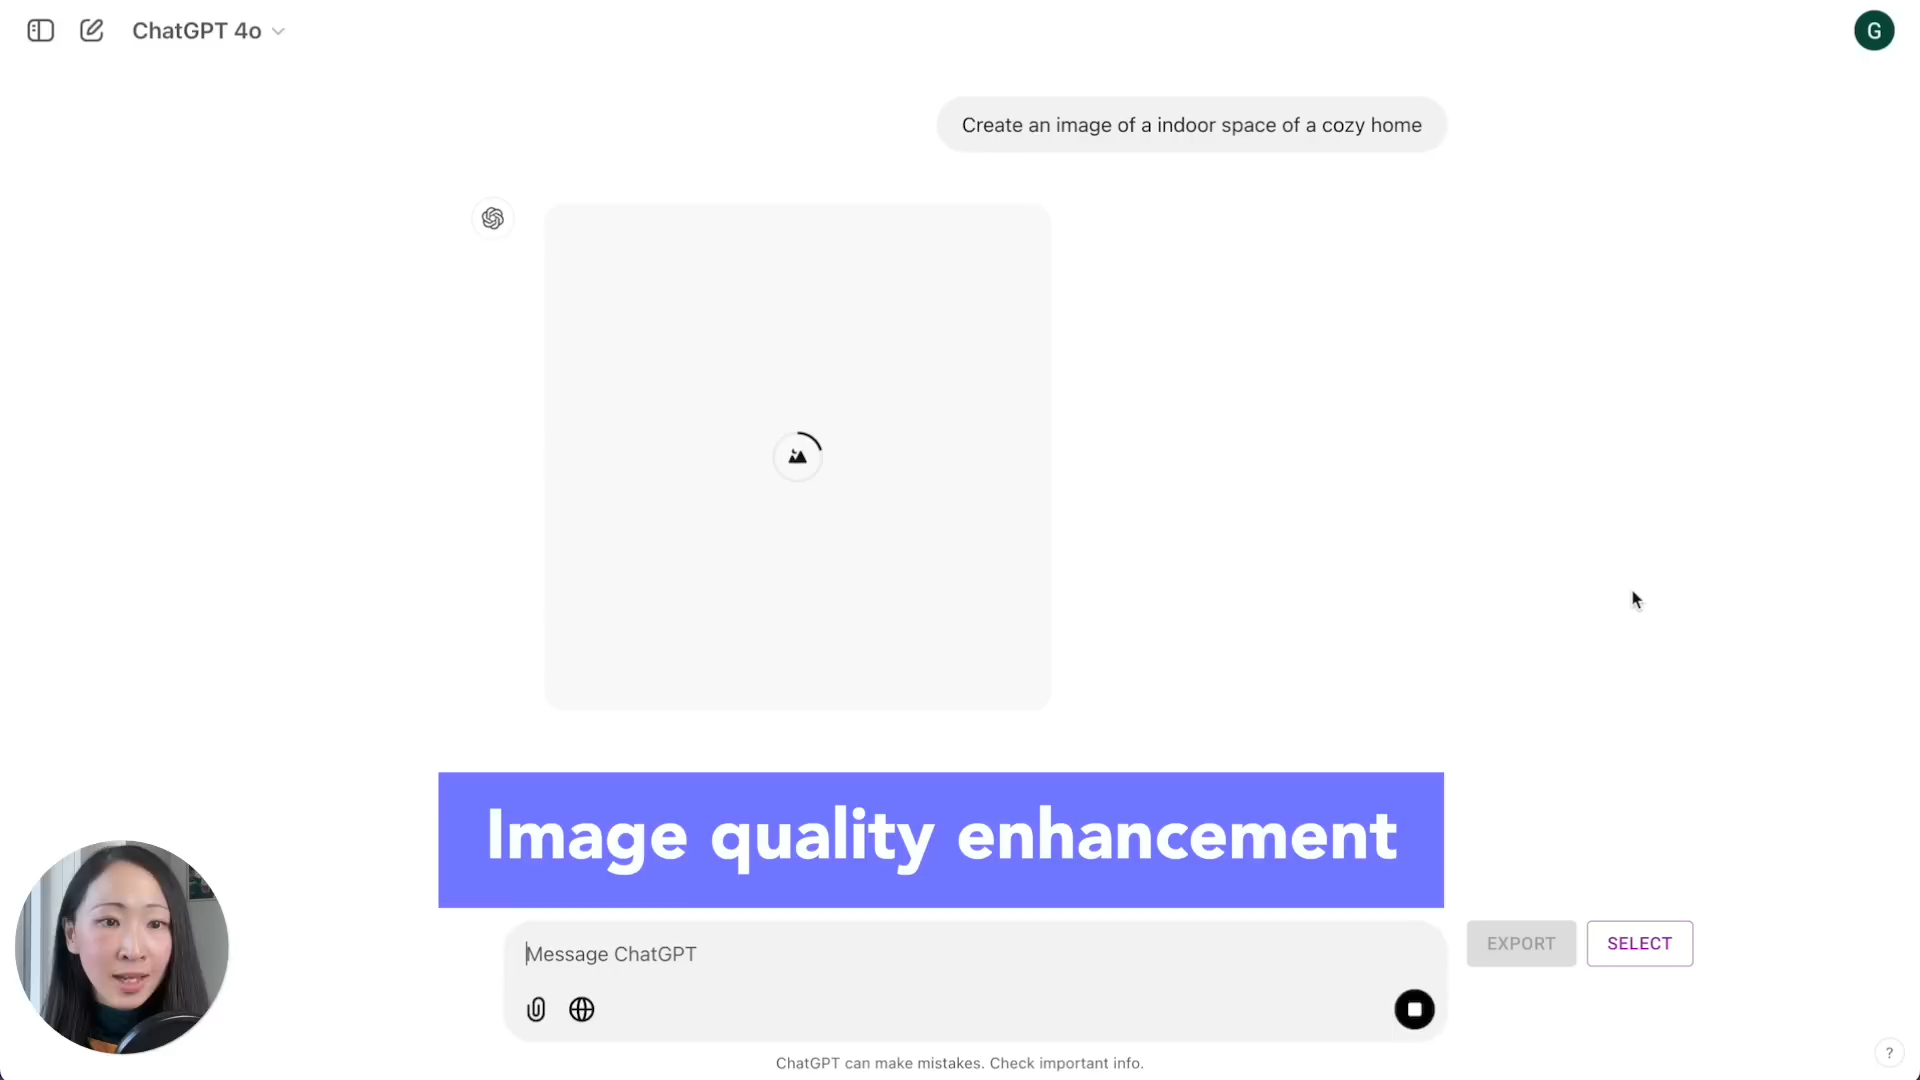 ChatGPT 4o
G
Create an image of a indoor space of a cozy home
Image quality enhancement
Message ChatGPT
EXPORT
SELECT
ChatGPT can make mistakes. Check important info.
?